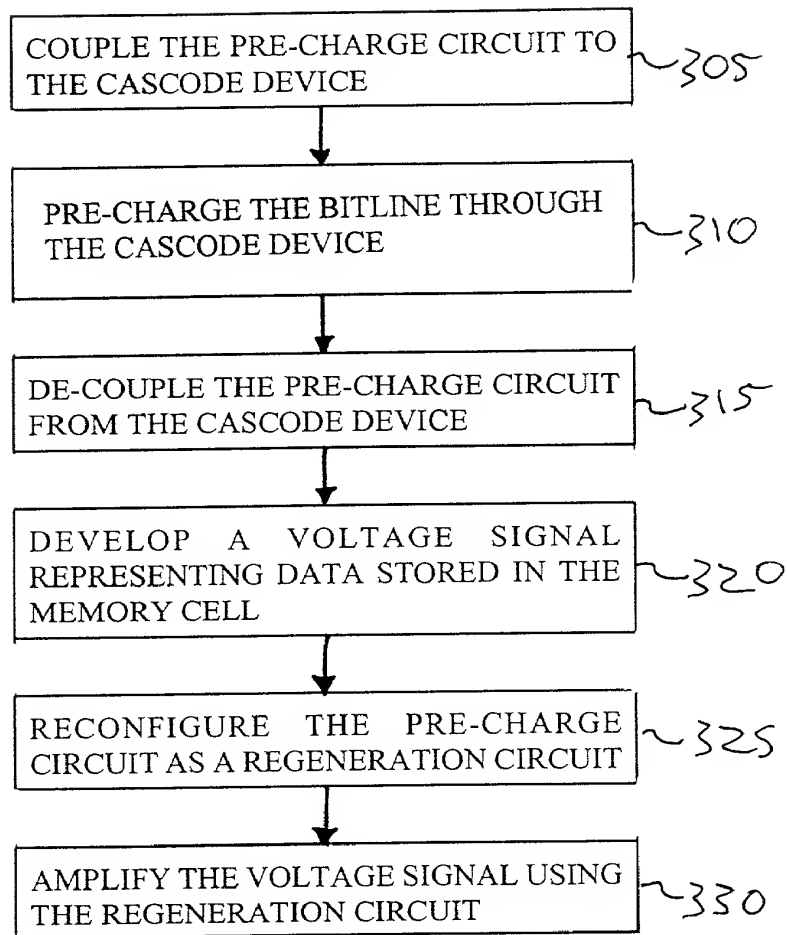 COUPLE THE PRE-CHARGE CIRCUIT TO
THE CASCODE DEVICE
305
PRE-CHARGE THE BITLINE THROUGH
THE CASCODE DEVICE
310
DE-COUPLE THE PRE-CHARGE CIRCUIT
FROM THE CASCODE DEVICE
315
DEVELOP A VOLTAGE SIGNAL
REPRESENTING DATA STORED IN THE
MEMORY CELL
320
RECONFIGURE THE PRE-CHARGE
CIRCUIT AS A REGENERATION CIRCUIT
325
AMPLIFY THE VOLTAGE SIGNAL USING
THE REGENERATION CIRCUIT
330